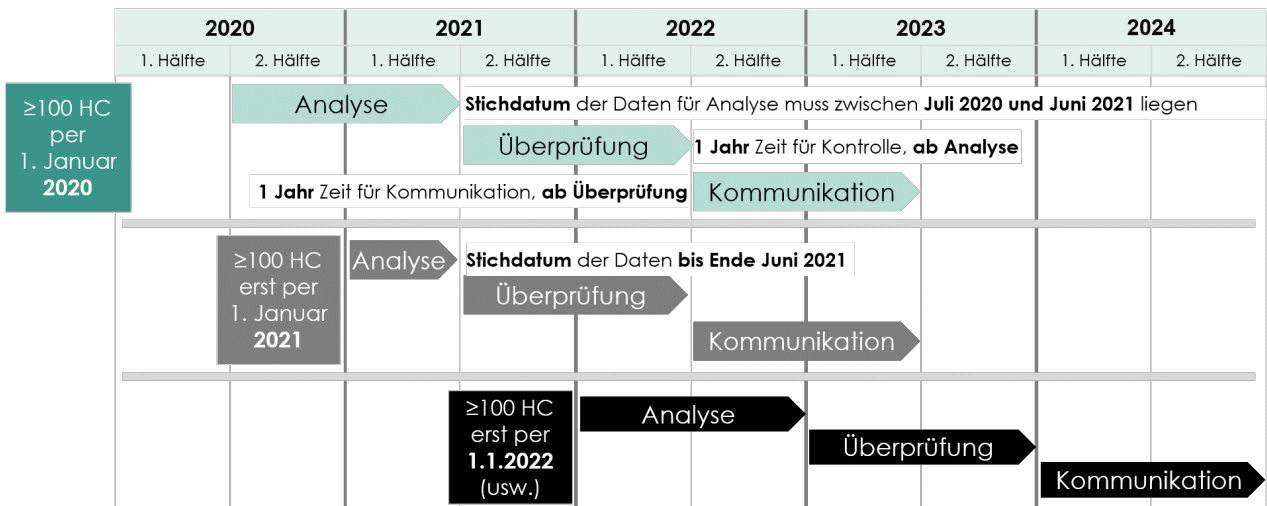 2020 2021 2022 2023 2024
1. Hälfte 2. Hälfte 1. Hälfte 2. Hälfte 1. Hälfte 2. Hälfte 1. Hälfte 2. Hälfte 1. Hälfte 2. Hälfte
≥100 HC
per
1. Januar
2020
Analyse
Stichdatum der Daten für Analyse muss zwischen Juli 2020 und Juni 2021 liegen
Überprüfung
1 Jahr Zeit für Kontrolle, ab Analyse
1 Jahr Zeit für Kommunikation, ab Überprüfung
Kommunikation
≥100 HC
erst per
1. Januar
2021
Analyse
Stichdatum der Daten bis Ende Juni 2021
Überprüfung
Kommunikation
≥100 HC
erst per
1.1.2022
(usw.)
Analyse
Überprüfung
Kommunikation